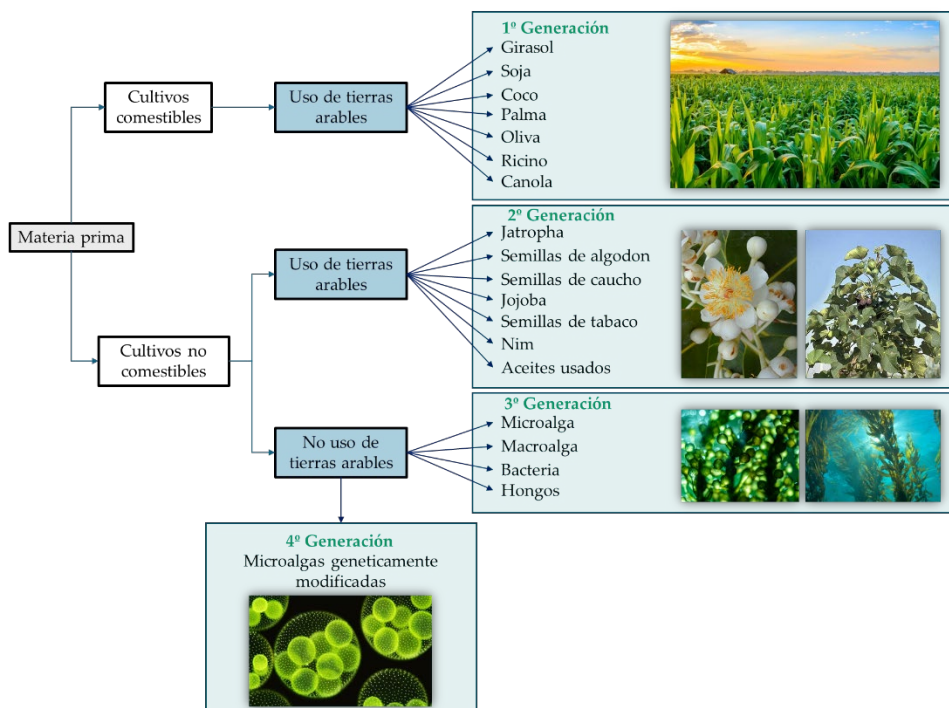 1º Generación
Girasol
Soja
Coco
Palma
Oliva
Ricino
Canola
Cultivos
comestibles
Uso de tierras
arables
Materia prima
2º Generación
Jatropha
Semillas de algodon
Semillas de caucho
Jojoba
Semillas de tabaco
Nim
Aceites usados
Uso de tierras
arables
Cultivos no
comestibles
3º Generación
Microalga
Macroalga
Bacteria
Hongos
No uso de
tierras arables
4º Generación
Microalgas geneticamente
modificadas